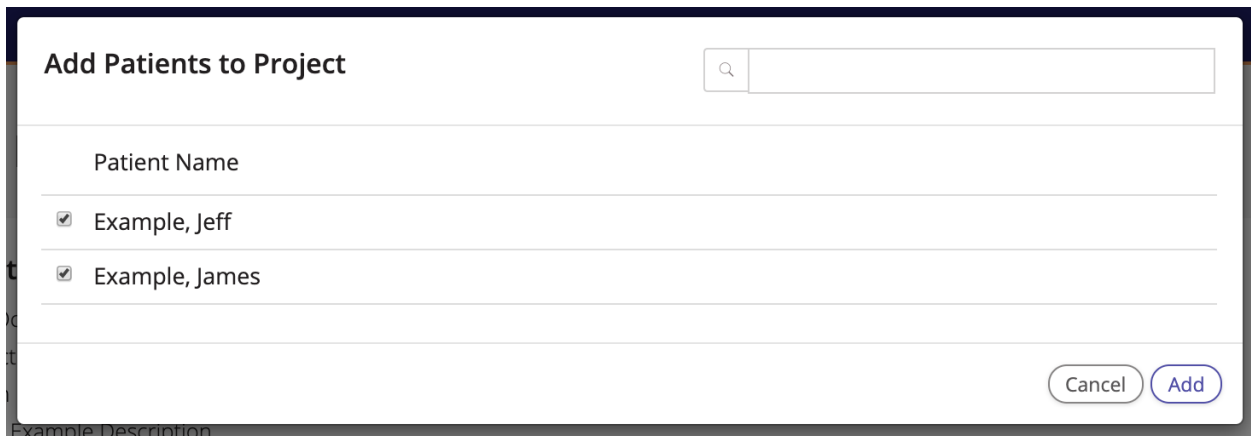 Add Patients to Project
Patient Name
Example, Jeff
Example, James
Cancel Add
Example Description